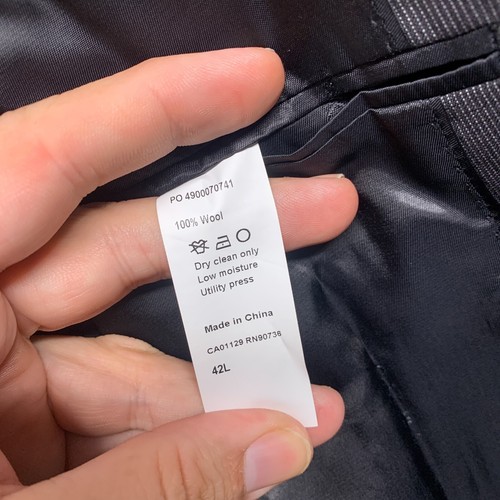 PO 4900070741
100% Wool
Dry clean only
Low moisture
Utility press
Made in China
CA01129 RN90736
42L